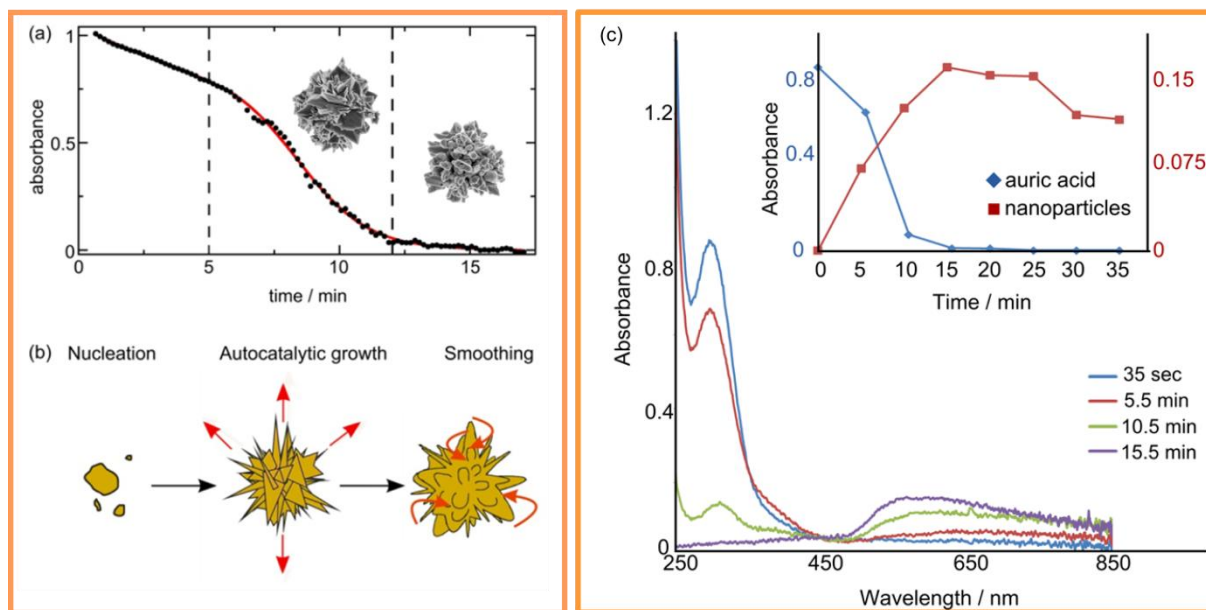 (a)
1
0.5
0
absorbance
5
10
15
time / min
(b)
Nucleation
Autocatalytic growth
Smoothing
(c)
Absorbance
1.2
0.8
0.4
0
250
450
650
850
Wavelength / nm
35 sec
5.5 min
10.5 min
15.5 min
Absorbance
0.8
0.4
0
0.15
0.075
0
auric acid
nanoparticles
0
5
10
15
20
25
30
35
Time / min